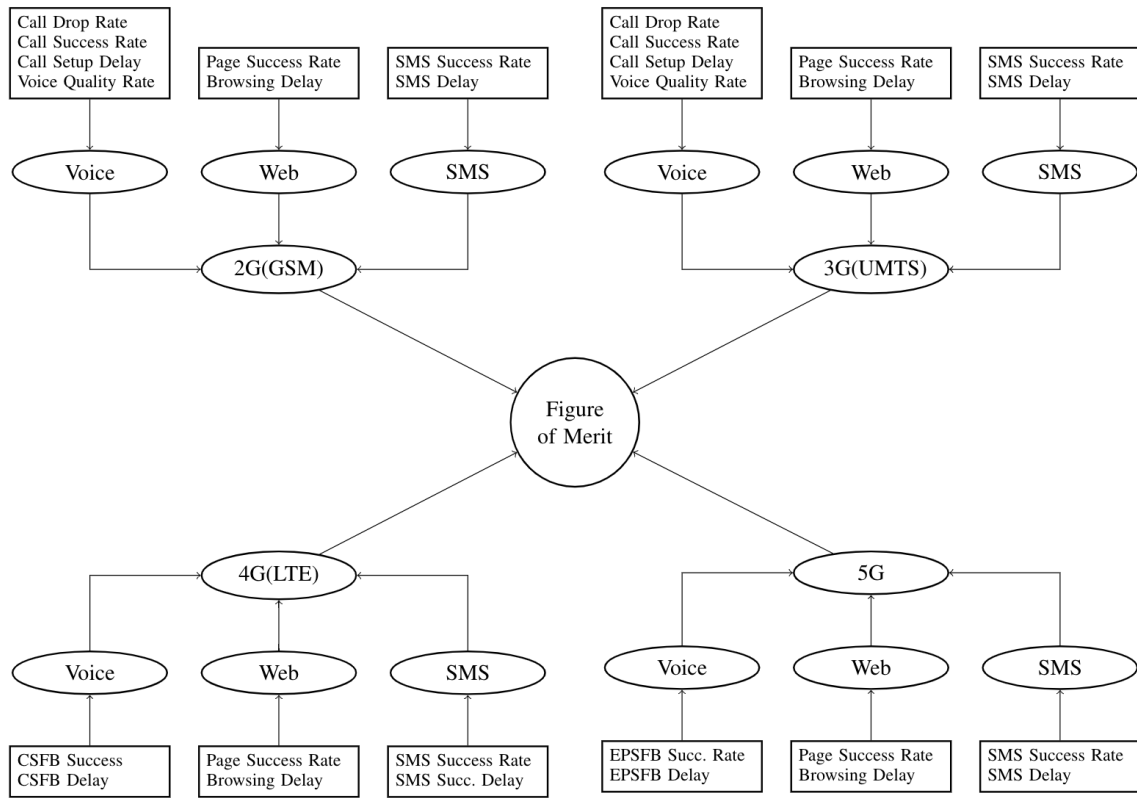 Call Drop Rate
Call Success Rate
Call Setup Delay
Voice Quality Rate
Page Success Rate
Browsing Delay
SMS Success Rate
SMS Delay
Call Drop Rate
Call Success Rate
Call Setup Delay
Voice Quality Rate
Page Success Rate
Browsing Delay
SMS Success Rate
SMS Delay
Voice
Web
SMS
Voice
Web
SMS
2G(GSM)
3G(UMTS)
Figure
of Merit
4G(LTE)
5G
Voice
Web
SMS
Voice
Web
SMS
CSFB Success
CSFB Delay
Page Success Rate
Browsing Delay
SMS Success Rate
SMS Succ. Delay
EPSFB Succ. Rate
EPSFB Delay
Page Success Rate
Browsing Delay
SMS Success Rate
SMS Delay